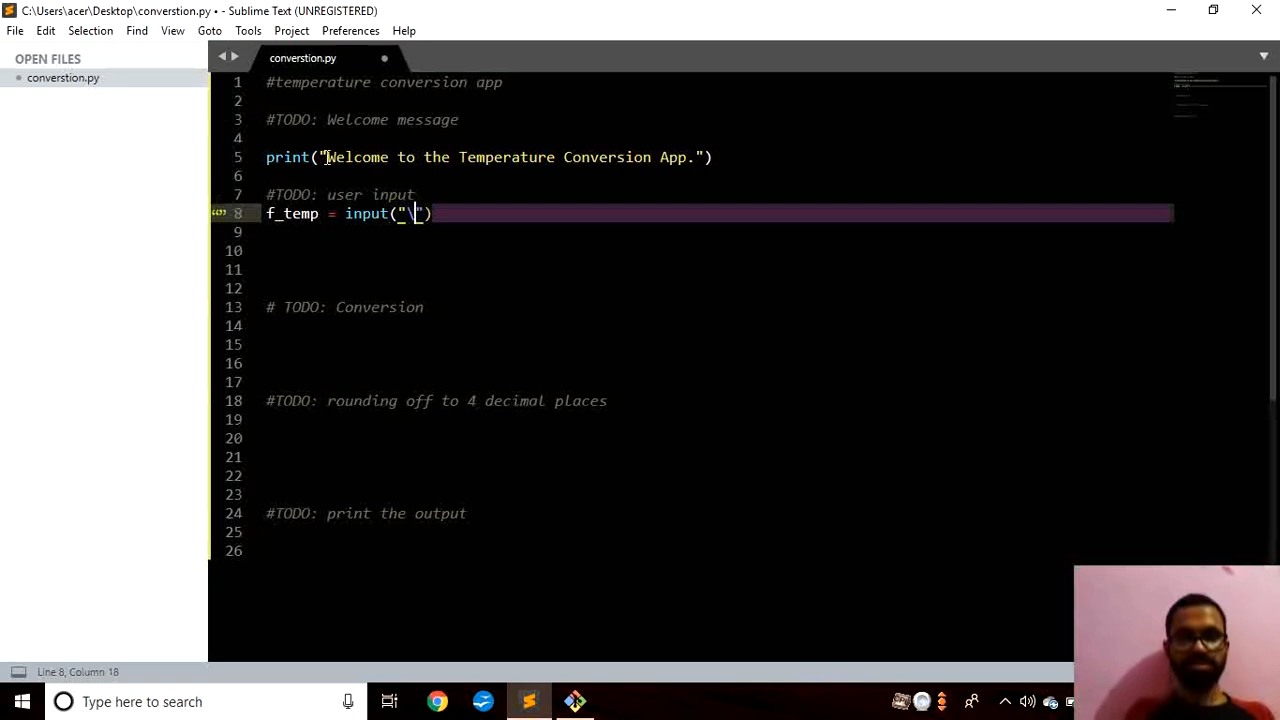 C:\Users\acer\Desktop\converstion.py • - Sublime Text (UNREGISTERED)
File Edit Selection Find View Goto Tools Project Preferences Help
OPEN FILES
converstion.py
converstion.py
1 #temperature conversion app
2
3 #TODO: Welcome message
4
5 print("Welcome to the Temperature Conversion App.")
6
7 #TODO: user input
8 f_temp = input("\")
9
10
11
12
13 # TODO: Conversion
14
15
16
17
18 #TODO: rounding off to 4 decimal places
19
20
21
22
23
24 #TODO: print the output
25
26
Line 8, Column 18
Type here to search